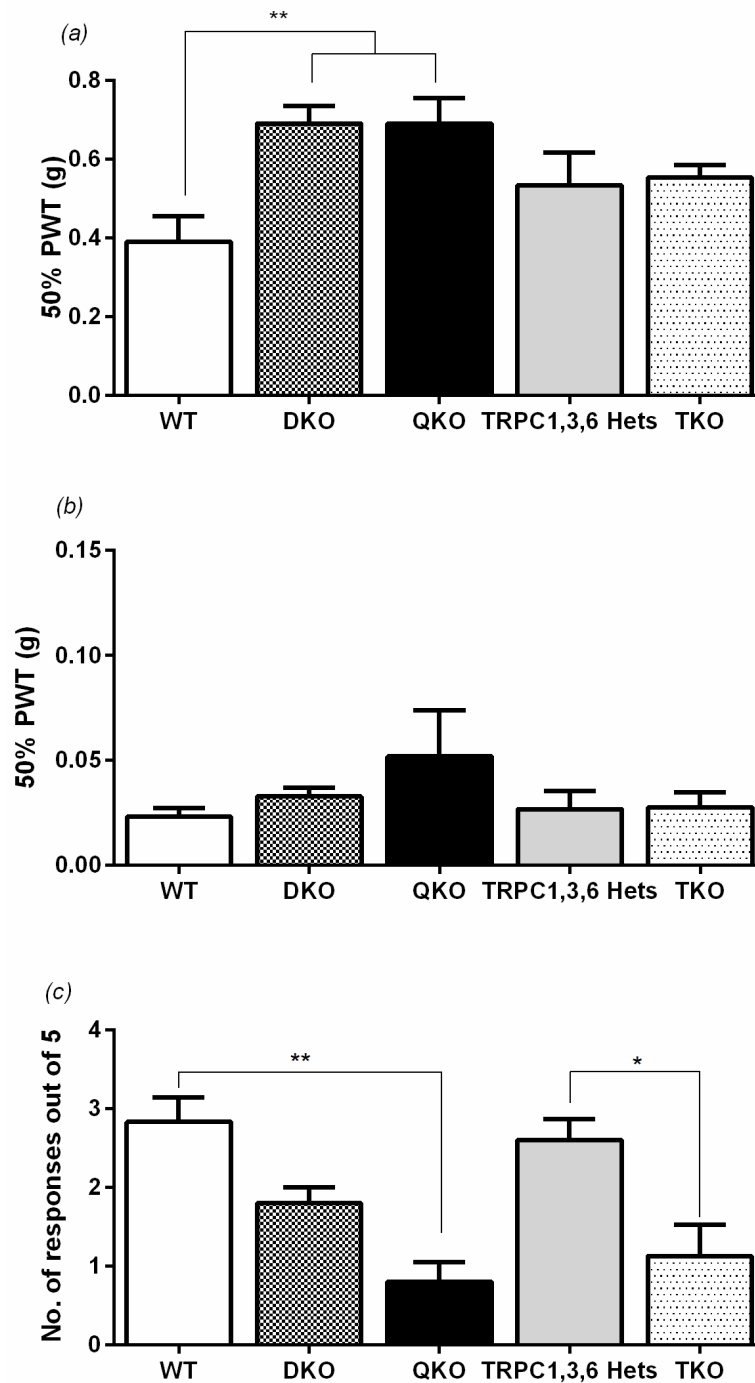 (a)
**
50% PWT (g)
0.8
0.6
0.4
0.2
0.0
WT DKO QKO TRPC1,3,6 Hets TKO
(b)
50% PWT (g)
0.15
0.10
0.05
0.00
WT DKO QKO TRPC1,3,6 Hets TKO
(c)
No. of responses out of 5
4
** *
3
2
1
0
WT DKO QKO TRPC1,3,6 Hets TKO